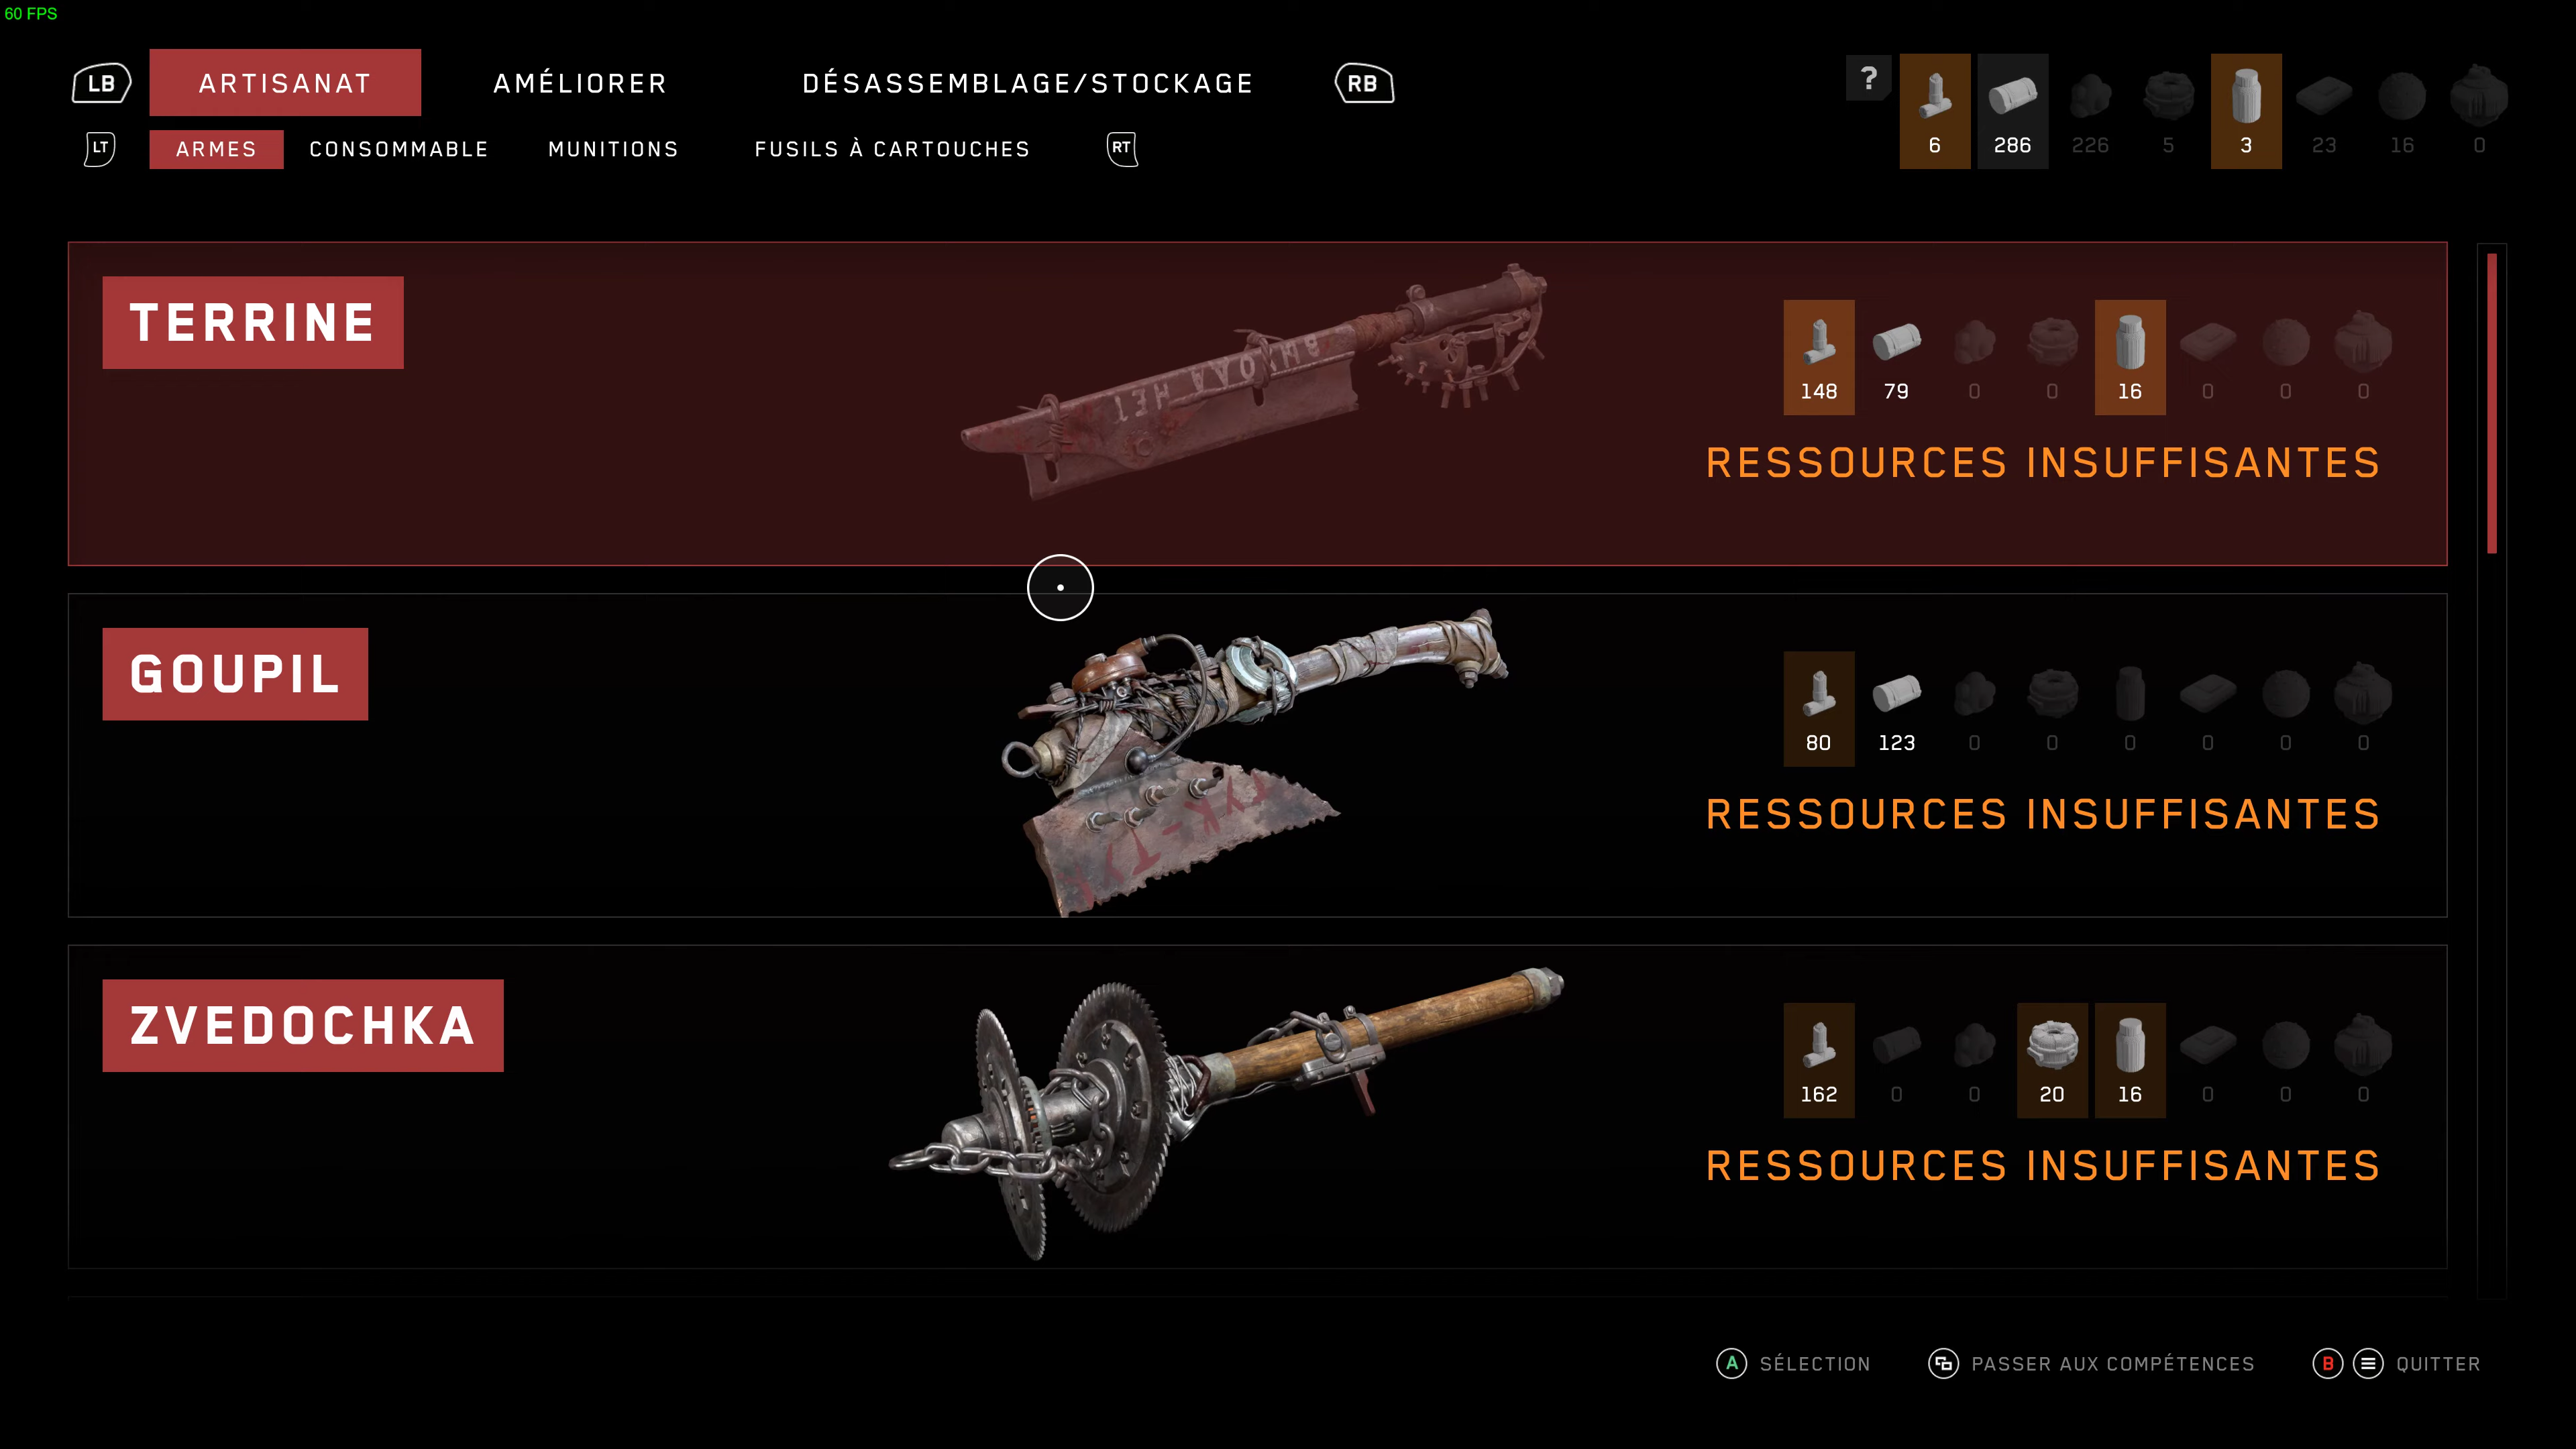 60 FPS
LB ARTISANAT AMÉLIORER DÉSASSEMBLAGE/STOCKAGE RB
LT ARMES CONSOMMABLE MUNITIONS FUSILS À CARTOUCHES RT
? 6 286 226 5 3 23 16 0
TERRINE
148 79 0 0 16 0 0 0
RESSOURCES INSUFFISANTES
GOUPIL
80 123 0 0 0 0 0 0
RESSOURCES INSUFFISANTES
ZVEDOCHKA
162 0 0 20 16 0 0 0
RESSOURCES INSUFFISANTES
A SÉLECTION PASSER AUX COMPÉTENCES B QUITTER